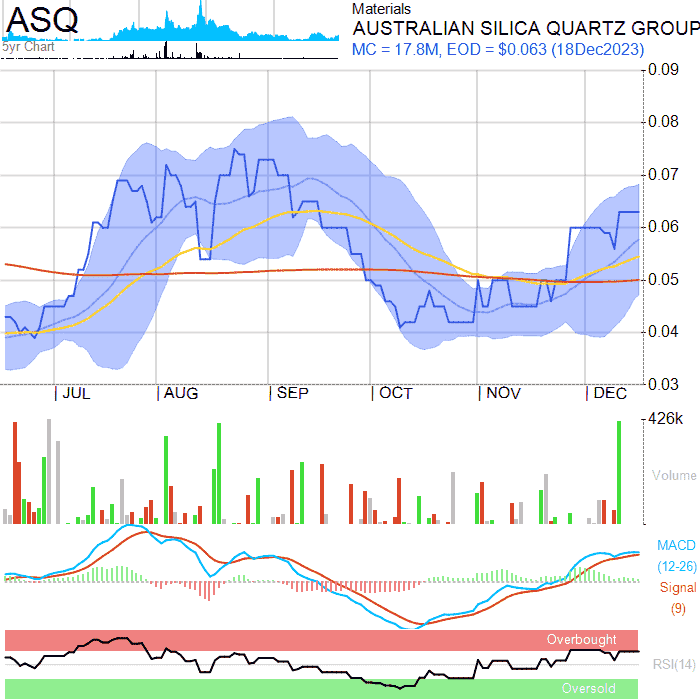 ASQ
5yr Chart
Materials
AUSTRALIAN SILICA QUARTZ GROUP
MC = 17.8M, EOD = $0.063 (18Dec2023)
0.09
0.08
0.07
0.06
0.05
0.04
0.03
JUL AUG SEP OCT NOV DEC
426k
Volume
MACD
(12-26)
Signal
(9)
Overbought
RSI(14)
Oversold